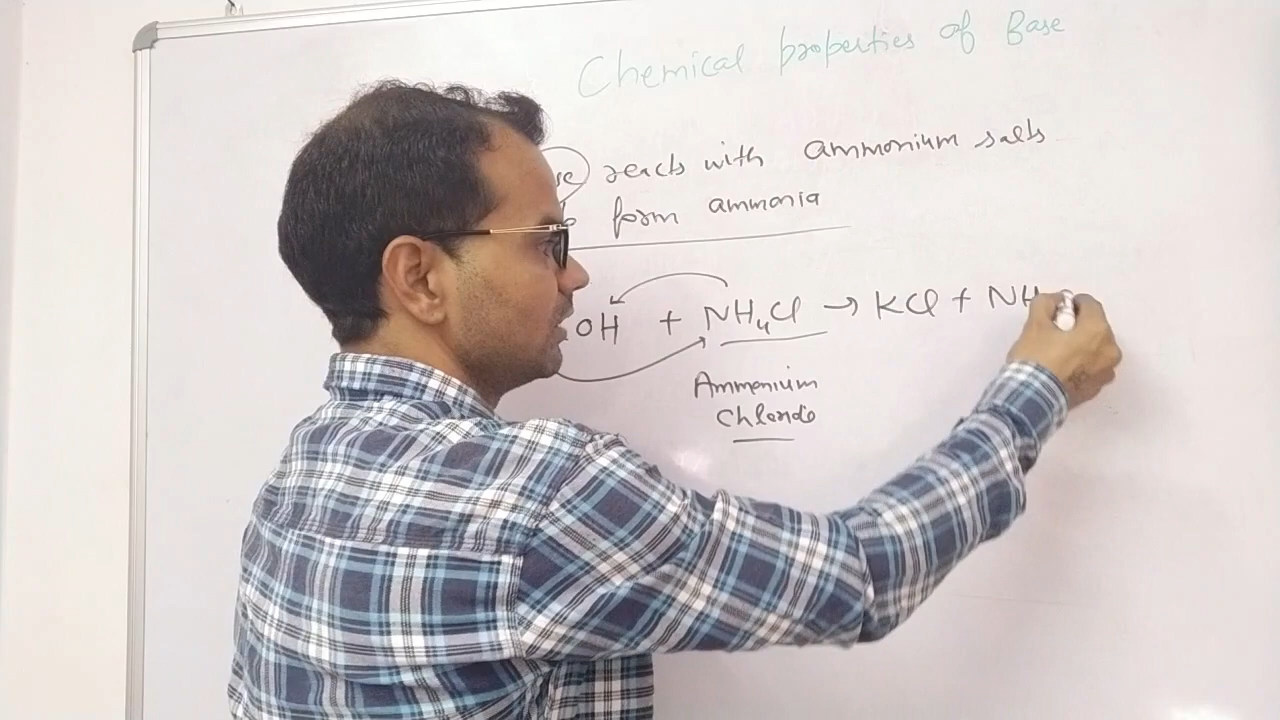 Chemical properties of Base
reacts with ammonium salts
form ammonia
OH + NH4Cl → KCl + NH
Ammonium
Chloride